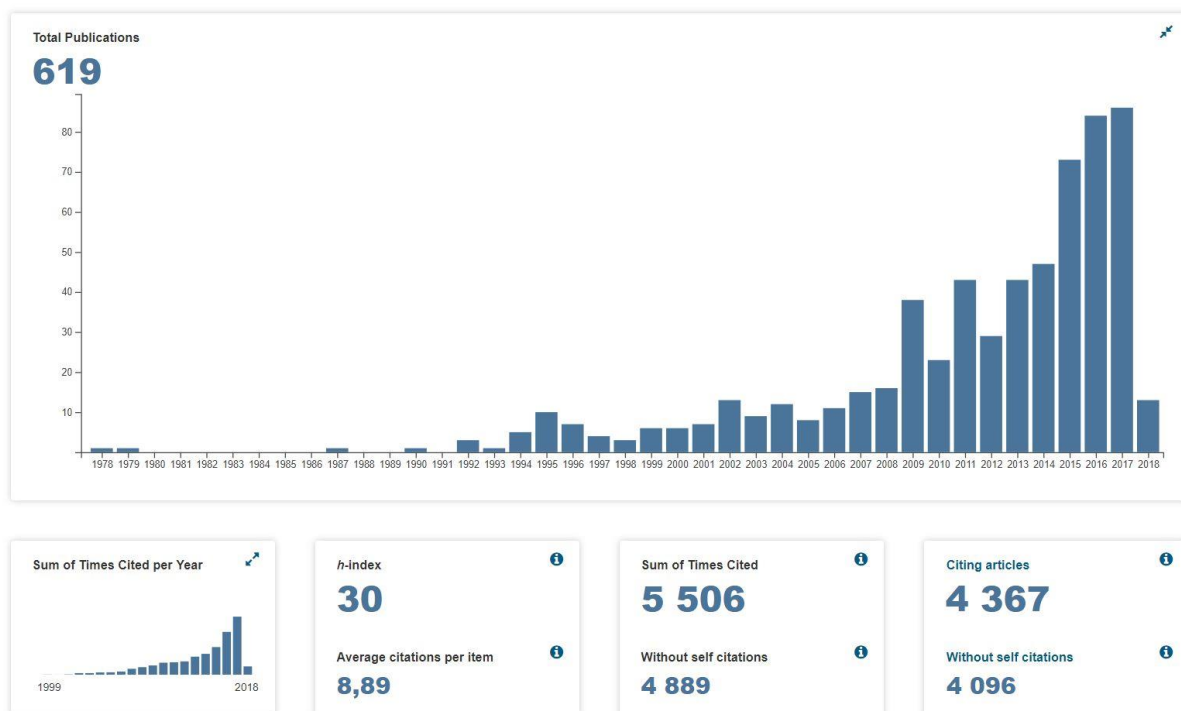 Total Publications
619
80
70
60
50
40
30
20
10
1978 1979 1980 1981 1982 1983 1984 1985 1986 1987 1988 1989 1990 1991 1992 1993 1994 1995 1996 1997 1998 1999 2000 2001 2002 2003 2004 2005 2006 2007 2008 2009 2010 2011 2012 2013 2014 2015 2016 2017 2018
Sum of Times Cited per Year
1999 2018
h-index
30
Average citations per item
8,89
Sum of Times Cited
5 506
Without self citations
4 889
Citing articles
4 367
Without self citations
4 096